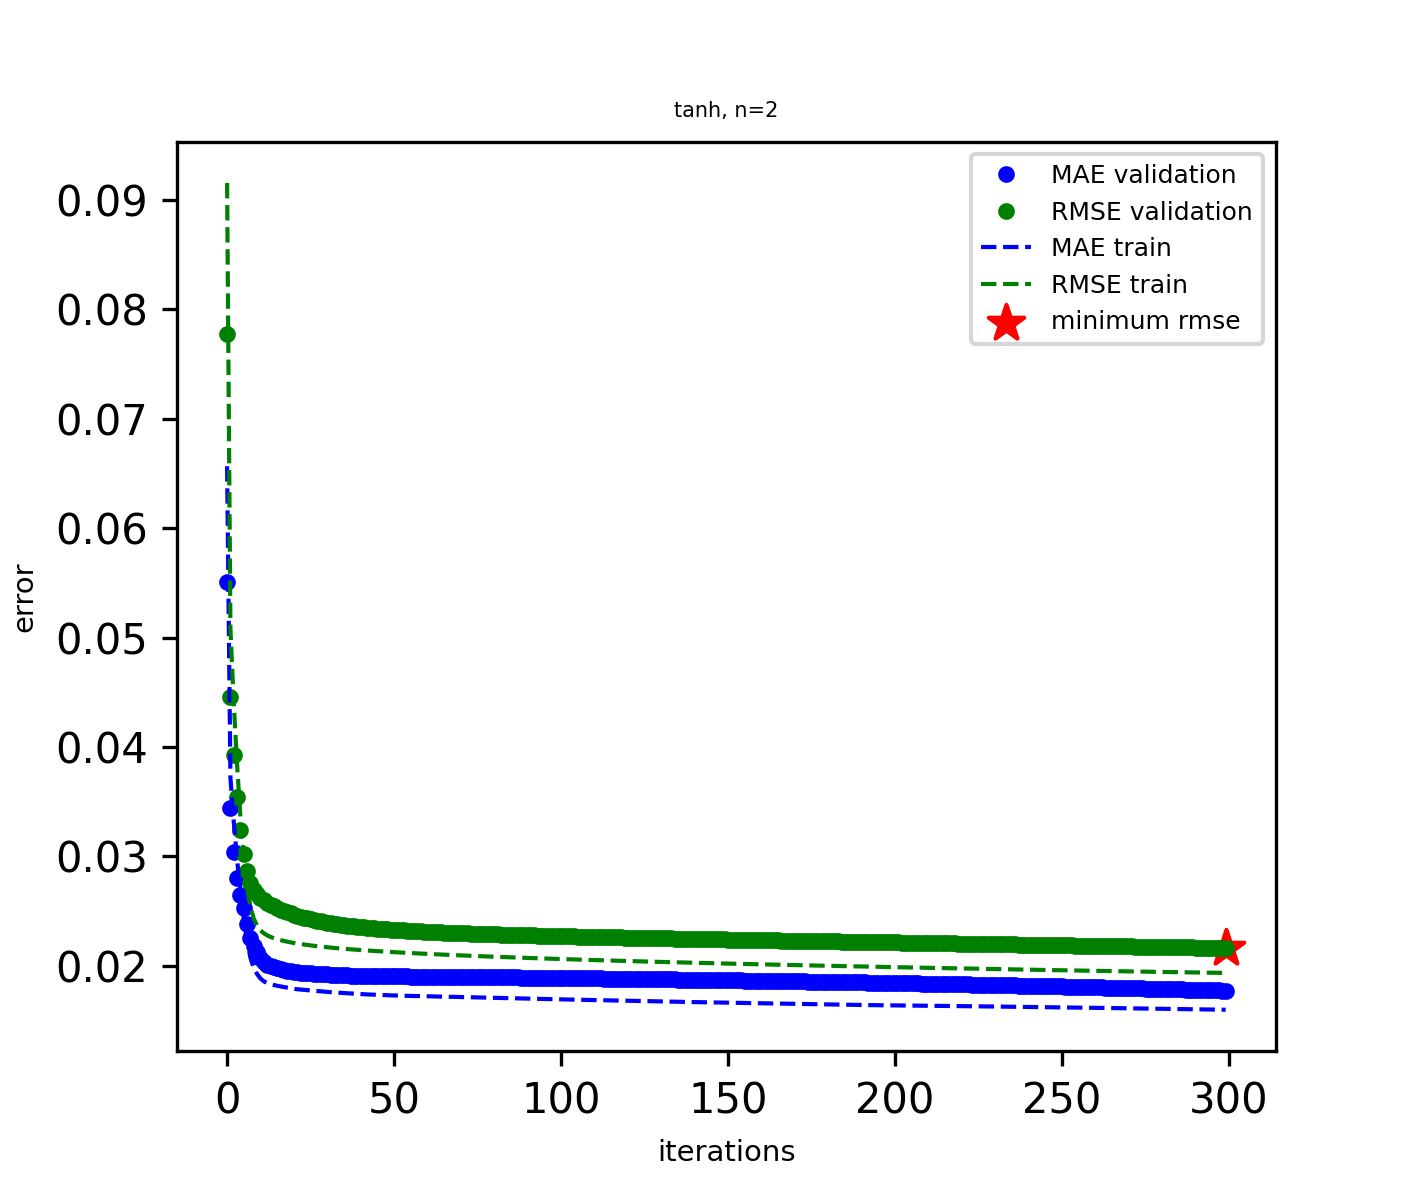 tanh, n=2
MAE validation
RMSE validation
MAE train
RMSE train
minimum rmse
error
0.09
0.08
0.07
0.06
0.05
0.04
0.03
0.02
0 50 100 150 200 250 300
iterations